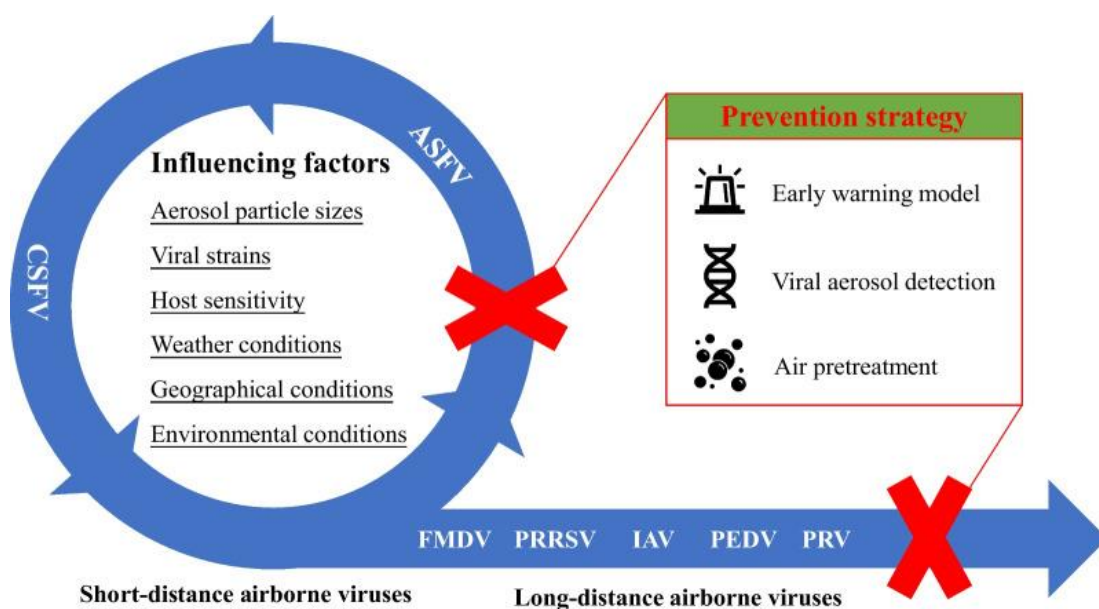 Influencing factors
Aerosol particle sizes
Viral strains
Host sensitivity
Weather conditions
Geographical conditions
Environmental conditions
CSFV
ASFV
Prevention strategy
Early warning model
Viral aerosol detection
Air pretreatment
FMDV PRRSV IAV PEDV PRV
Short-distance airborne viruses
Long-distance airborne viruses